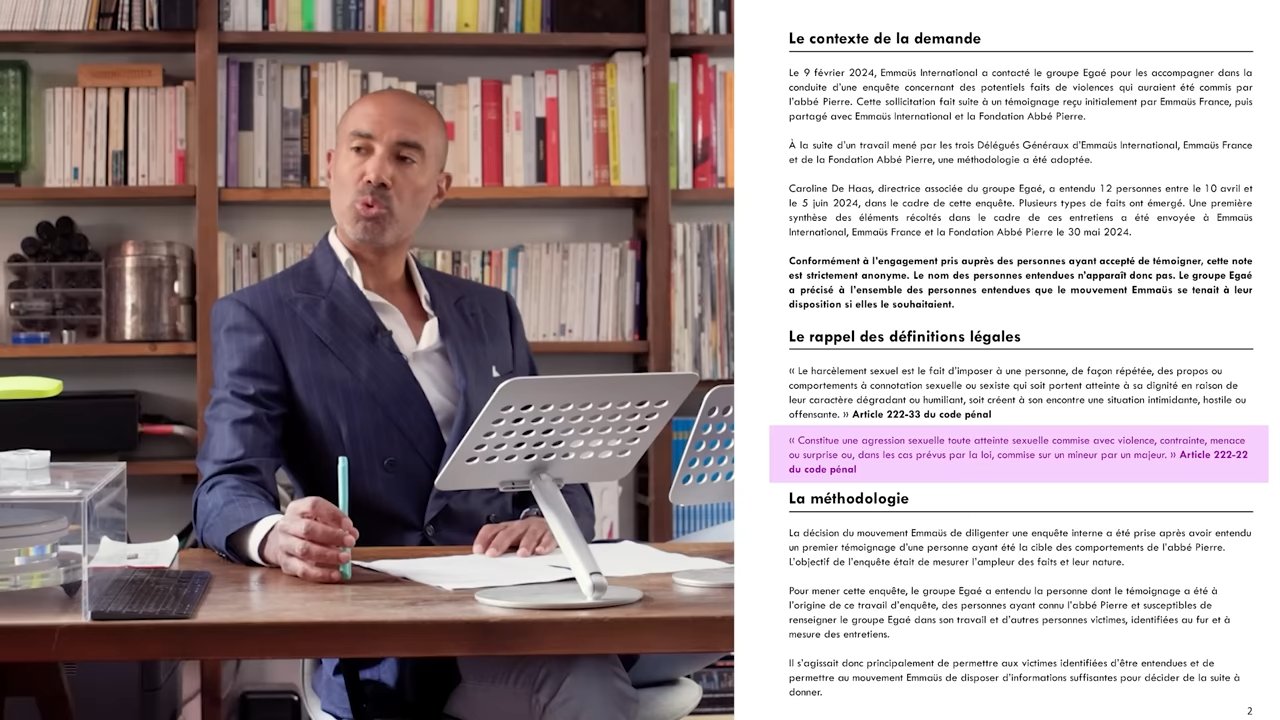 Le contexte de la demande
Le 9 février 2024, Emmaüs International a contacté le groupe Egaé pour les accompagner dans la
conduite d'une enquête concernant des potentiels faits de violences qui auraient été commis par
l'abbé Pierre. Cette sollicitation fait suite à un témoignage reçu initialement par Emmaüs France, puis
partagé avec Emmaüs International et la Fondation Abbé Pierre.
À la suite d'un travail mené par les trois Délégués Généraux d'Emmaüs International, Emmaüs France
et de la Fondation Abbé Pierre, une méthodologie a été adoptée.
Caroline De Haas, directrice associée du groupe Egaé, a entendu 12 personnes entre le 10 avril et
le 5 juin 2024, dans le cadre de cette enquête. Plusieurs types de faits ont émergé. Une première
synthèse des éléments récoltés dans le cadre de ces entretiens a été envoyée à Emmaüs
International, Emmaüs France et la Fondation Abbé Pierre le 30 mai 2024.
Conformément à l'engagement pris auprès des personnes ayant accepté de témoigner, cette note
est strictement anonyme. Le nom des personnes entendues n'apparaît donc pas. Le groupe Egaé
a précisé à l'ensemble des personnes entendues que le mouvement Emmaüs se tenait à leur
disposition si elles le souhaitaient.
Le rappel des définitions légales
« Le harcèlement sexuel est le fait d'imposer à une personne, de façon répétée, des propos ou
comportements à connotation sexuelle ou sexiste qui soit portent atteinte à sa dignité en raison de
leur caractère dégradant ou humiliant, soit créent à son encontre une situation intimidante, hostile ou
offensante. » Article 222-33 du code pénal
« Constitue une agression sexuelle toute atteinte sexuelle commise avec violence, contrainte, menace
ou surprise ou, dans les cas prévus par la loi, commise sur un mineur par un majeur. » Article 222-22
du code pénal
La méthodologie
La décision du mouvement Emmaüs de diligenter une enquête interne a été prise après avoir entendu
un premier témoignage d'une personne ayant été la cible des comportements de l'abbé Pierre.
L'objectif de l'enquête était de mesurer l'ampleur des faits et leur nature.
Pour mener cette enquête, le groupe Egaé a entendu la personne dont le témoignage a été à
l'origine de ce travail d'enquête, des personnes ayant connu l'abbé Pierre et susceptibles de
renseigner le groupe Egaé dans son travail et d'autres personnes victimes, identifiées au fur et à
mesure des entretiens.
Il s'agissait donc principalement de permettre aux victimes identifiées d'être entendues et de
permettre au mouvement Emmaüs de disposer d'informations suffisantes pour décider de la suite à
donner.
2